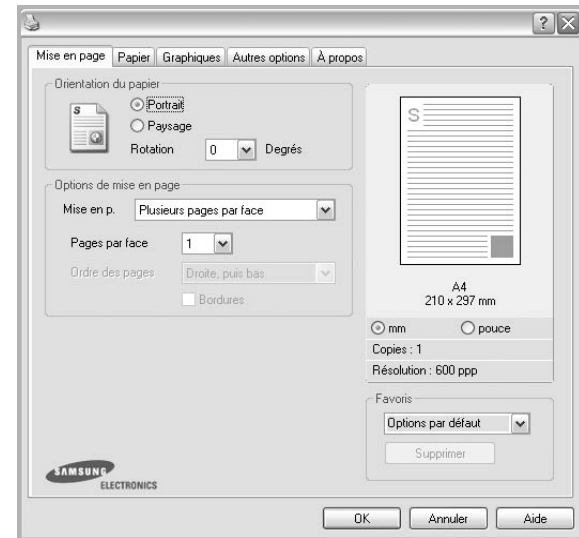 Mise en page Papier Graphiques Autres options À propos
Orientation du papier
S
Portrait
Paysage
Rotation 0 Degrés
Options de mise en page
Mise en p. Plusieurs pages par face
Pages par face 1
Ordre des pages Droite, puis bas
Bordures
S
A4
210 x 297 mm
mm pouce
Copies : 1
Résolution : 600 ppp
Favoris
Options par défaut
Supprimer
SAMSUNG
ELECTRONICS
OK Annuler Aide